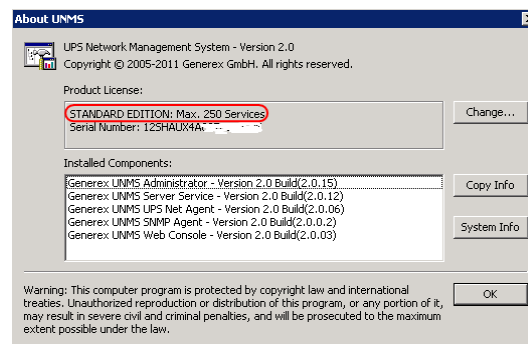 About UNMS
UPS Network Management System - Version 2.0
Copyright © 2005-2011 Generex GmbH. All rights reserved.
Product License:
STANDARD EDITION: Max. 250 Services
Serial Number:
Change...
Installed Components:
Generex UNMS Administrator - Version 2.0 Build(2.0.15)
Generex UNMS Server Service - Version 2.0 Build(2.0.12)
Generex UNMS UPS Net Agent - Version 2.0 Build(2.0.06)
Generex UNMS SNMP Agent - Version 2.0 Build(2.0.0.2)
Generex UNMS Web Console - Version 2.0 Build(2.0.03)
Copy Info
System Info
Warning: This computer program is protected by copyright law and international
treaties. Unauthorized reproduction or distribution of this program, or any portion of it,
may result in severe civil and criminal penalties, and will be prosecuted to the maximum
extent possible under the law.
OK